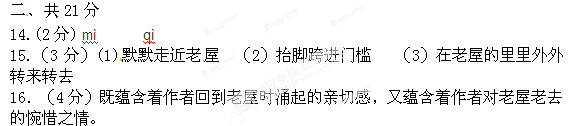 二、共21分
14.(2分) mi qi
15.（3分）(1)默默走近老屋 （2）抬脚跨进门槛 （3）在老屋的里里外外
转来转去
16.（4分）既蕴含着作者回到老屋时涌起的亲切感，又蕴含着作者对老屋老去
的惋惜之情。